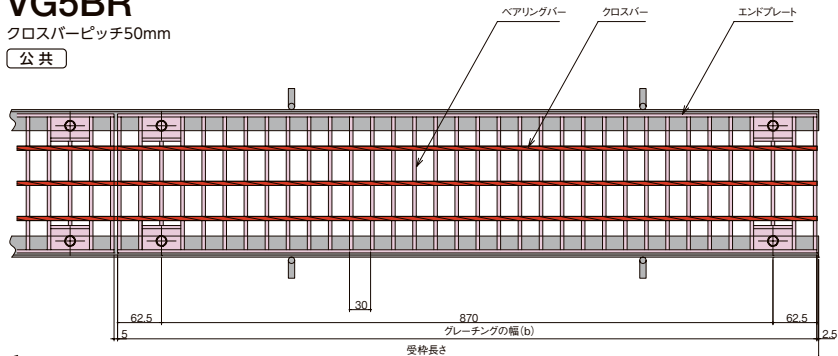 VG5BR
クロスバーピッチ50mm
公共
ベアリングバー
クロスバー
エンドプレート
30
62.5
870
62.5
5
グレーチングの幅(b)
2.5
受枠長さ